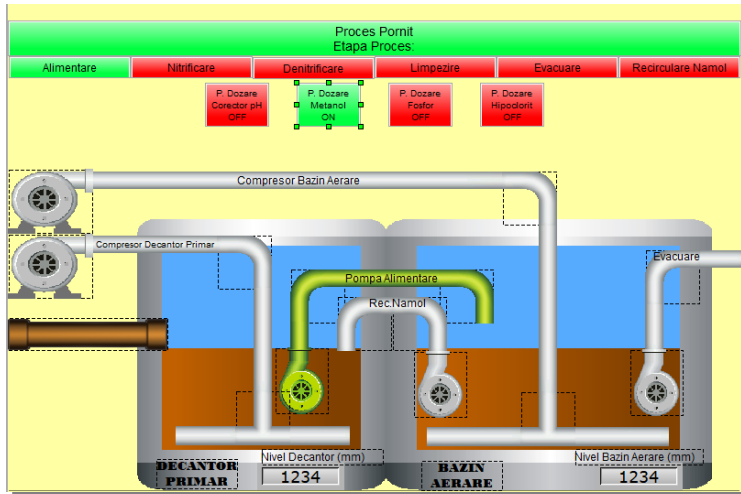 Proces Pornit
Etapa Proces:
Alimentare Nitrificare Denitrificare Limpezire Evacuare Recirculare Namol
P. Dozare
Corector pH
OFF
P. Dozare
Metanol
ON
P. Dozare
Fosfor
OFF
P. Dozare
Hipoclorit
OFF
Compresor Bazin Aerare
Compresor Decantor Primar
Evacuare
Pompa Alimentare
Rec.Namol
Nivel Decantor (mm)
Nivel Bazin Aerare (mm)
DECANTOR
PRIMAR
1234
BAZIN
AERARE
1234